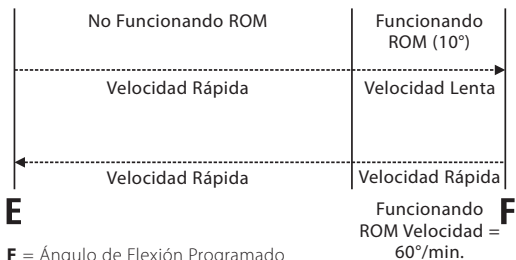 No Funcionando ROM
Funcionando
ROM (10°)
Velocidad Rápida
Velocidad Lenta
Velocidad Rápida
Velocidad Rápida
E
F
Funcionando
ROM Velocidad =
60°/min.
F = Ángulo de Flexión Programado